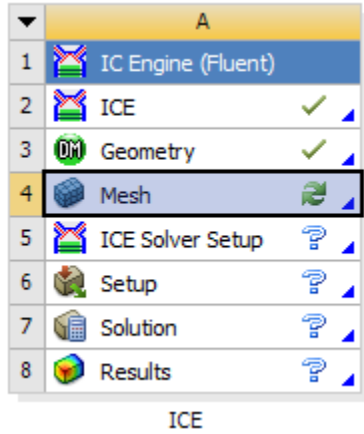 A
1 IC Engine (Fluent)
2 ICE
3 DM Geometry
4 Mesh
5 ICE Solver Setup ?
6 Setup ?
7 Solution ?
8 Results ?
ICE